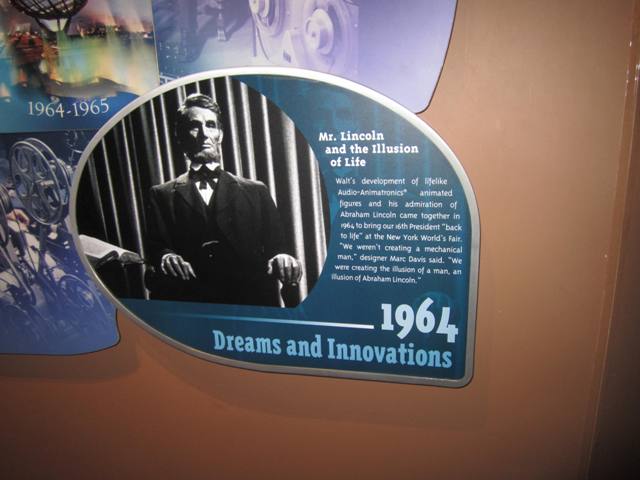 1964-1965
Mr. Lincoln
and the Illusion
of Life
Walt's development of lifelike
Audio-Animatronics® animated
figures and his admiration of
Abraham Lincoln came together in
1964 to bring our 16th President "back
to life" at the New York World's Fair.
"We weren't creating a mechanical
man," designer Marc Davis said. "We
were creating the illusion of a man, an
illusion of Abraham Lincoln."
1964
Dreams and Innovations